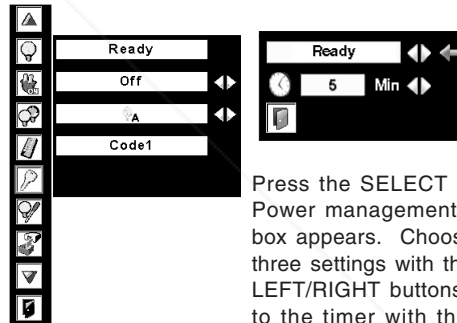 Ready
Off
A
Code1
Ready
5 Min
Press the SELECT
Power management
box appears. Choos
three settings with th
LEFT/RIGHT buttons
to the timer with th